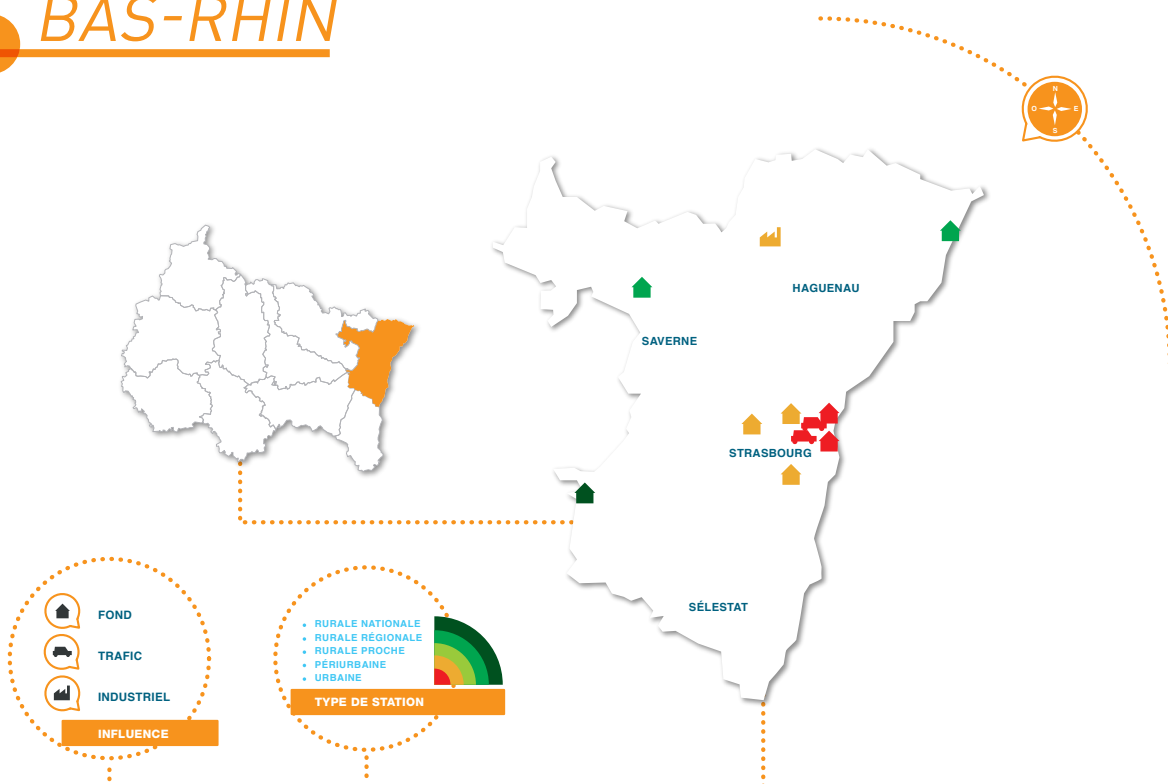 BAS-RHIN
N
O E
S
HAGUENAU
SAVERNE
STRASBOURG
SÉLESTAT
FOND
TRAFIC
INDUSTRIEL
INFLUENCE
• RURALE NATIONALE
• RURALE RÉGIONALE
• RURALE PROCHE
• PÉRIURBAINE
• URBAINE
TYPE DE STATION